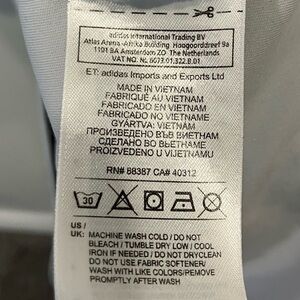 adidas International Trading BV
Atlas Arena-Afrika Building Hoogoorddreef 9a
1101 BA Amsterdam ZO The Netherlands
VAT NO. NL 8073.01.322.B.01
ET: adidas Imports and Exports Ltd
MADE IN VIETNAM
FABRIQUÉ AU VIETNAM
FABRICADO EN VIETNAM
FABRICADO NO VIETNAME
GYÁRTVA: VIETNAM
ПРОИЗВЕДЕНО ВЪВ ВИЕТНАМ
СДЕЛАНО ВО ВЬЕТНАМЕ
PROIZVEDENO U VIJETNAMU
RN# 88387 CA# 40312
30
US /
UK: MACHINE WASH COLD / DO NOT
BLEACH / TUMBLE DRY LOW / COOL
IRON IF NEEDED / DO NOT DRYCLEAN
DO NOT USE FABRIC SOFTENER/
WASH WITH LIKE COLORS/REMOVE
PROMPTLY AFTER WASH